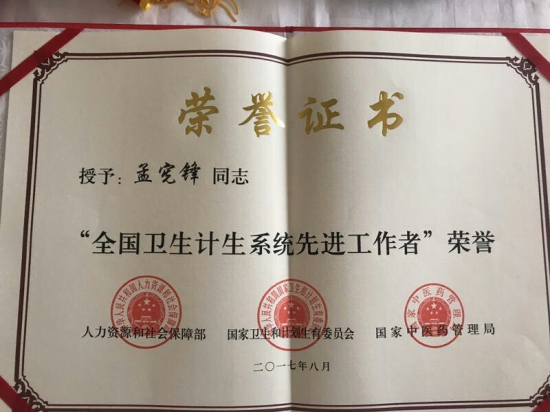 荣誉证书
授予：孟宪锋 同志
“全国卫生计生系统先进工作者”荣誉
人力资源和社会保障部 国家卫生和计划生育委员会 国家中医药管理局
二〇一七年八月